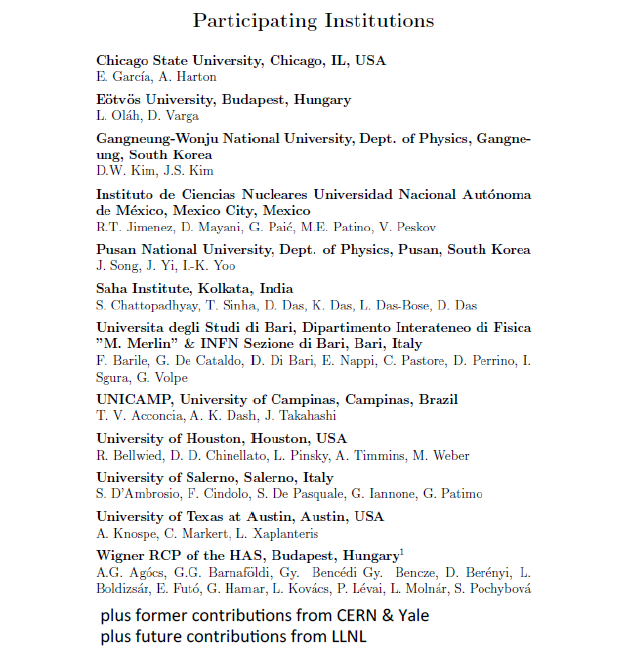 Participating Institutions
Chicago State University, Chicago, IL, USA
E. García, A. Harton
Eötvös University, Budapest, Hungary
L. Oláh, D. Varga
Gangneung-Wonju National University, Dept. of Physics, Gangne-
ung, South Korea
D.W. Kim, J.S. Kim
Instituto de Ciencias Nucleares Universidad Nacional Autónoma
de México, Mexico City, Mexico
R.T. Jimenez, D. Mayani, G. Paić, M.E. Patino, V. Peskov
Pusan National University, Dept. of Physics, Pusan, South Korea
J. Song, J. Yi, I.-K. Yoo
Saha Institute, Kolkata, India
S. Chattopadhyay, T. Sinha, D. Das, K. Das, L. Das-Bose, D. Das
Universita degli Studi di Bari, Dipartimento Interateneo di Fisica
"M. Merlin" & INFN Sezione di Bari, Bari, Italy
F. Barile, G. De Cataldo, D. Di Bari, E. Nappi, C. Pastore, D. Perrino, I.
Sgura, G. Volpe
UNICAMP, University of Campinas, Campinas, Brazil
T. V. Acconcia, A. K. Dash, J. Takahashi
University of Houston, Houston, USA
R. Bellwied, D. D. Chinellato, L. Pinsky, A. Timmins, M. Weber
University of Salerno, Salerno, Italy
S. D'Ambrosio, F. Cindolo, S. De Pasquale, G. Iannone, G. Patimo
University of Texas at Austin, Austin, USA
A. Knospe, C. Markert, L. Xaplanteris
Wigner RCP of the HAS, Budapest, Hungary¹
A.G. Agócs, G.G. Barnaföldi, Gy. Bencédi Gy. Bencze, D. Berényi, L.
Boldizsár, E. Futó, G. Hamar, L. Kovács, P. Lévai, L. Molnár, S. Pochybová
plus former contributions from CERN & Yale
plus future contributions from LLNL